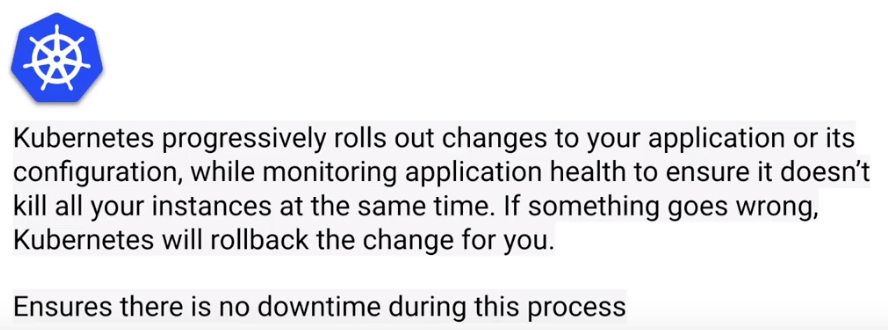 Kubernetes progressively rolls out changes to your application or its
configuration, while monitoring application health to ensure it doesn’t
kill all your instances at the same time. If something goes wrong,
Kubernetes will rollback the change for you.
Ensures there is no downtime during this process